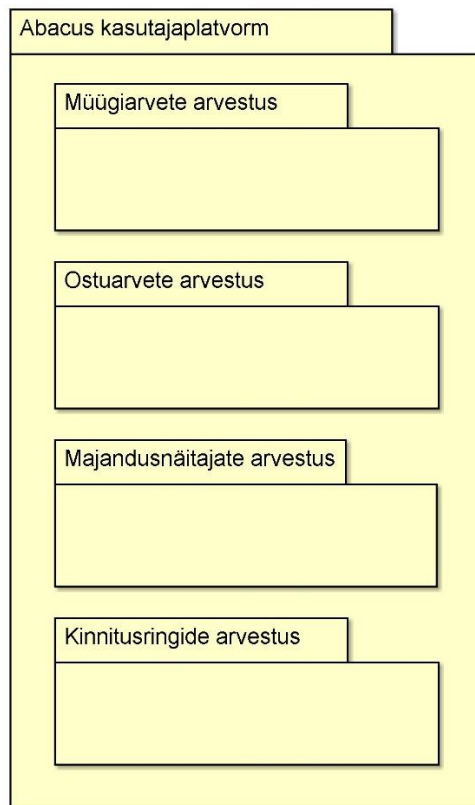 Abacus kasutajaplatvorm
Müügiarvete arvestus
Ostuarvete arvestus
Majandusnäitajate arvestus
Kinnitusringide arvestus